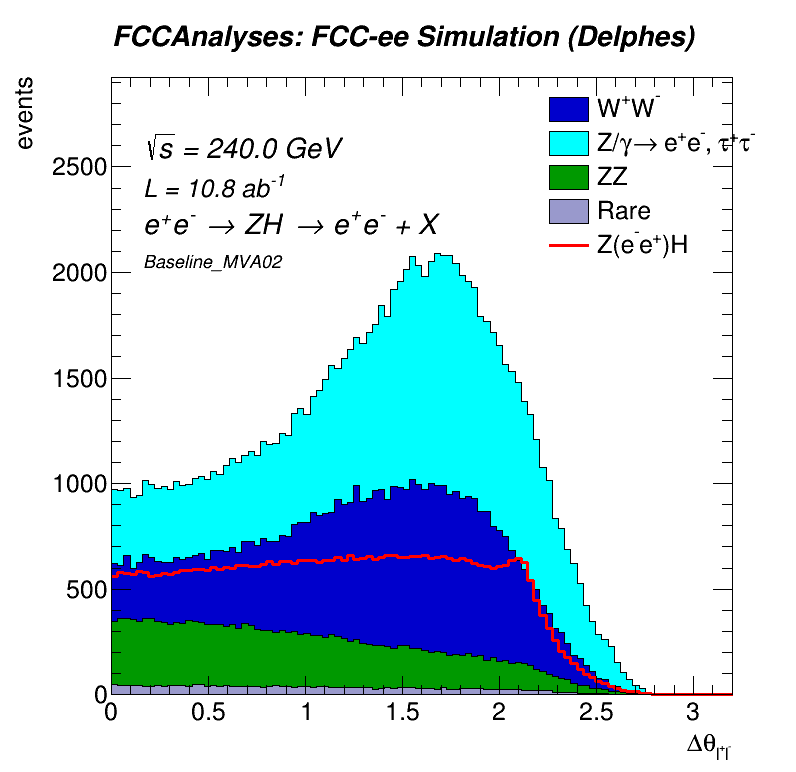 FCCAnalyses: FCC-ee Simulation (Delphes)
events
√s = 240.0 GeV
L = 10.8 ab⁻¹
e⁺e⁻ → ZH → e⁺e⁻ + X
Baseline_MVA02
W⁺W⁻
Z/γ→ e⁺e⁻, τ⁺τ⁻
ZZ
Rare
Z(e⁻e⁺)H
2500
2000
1500
1000
500
0
0 0.5 1 1.5 2 2.5 3
Δθ_{l⁺l⁻}